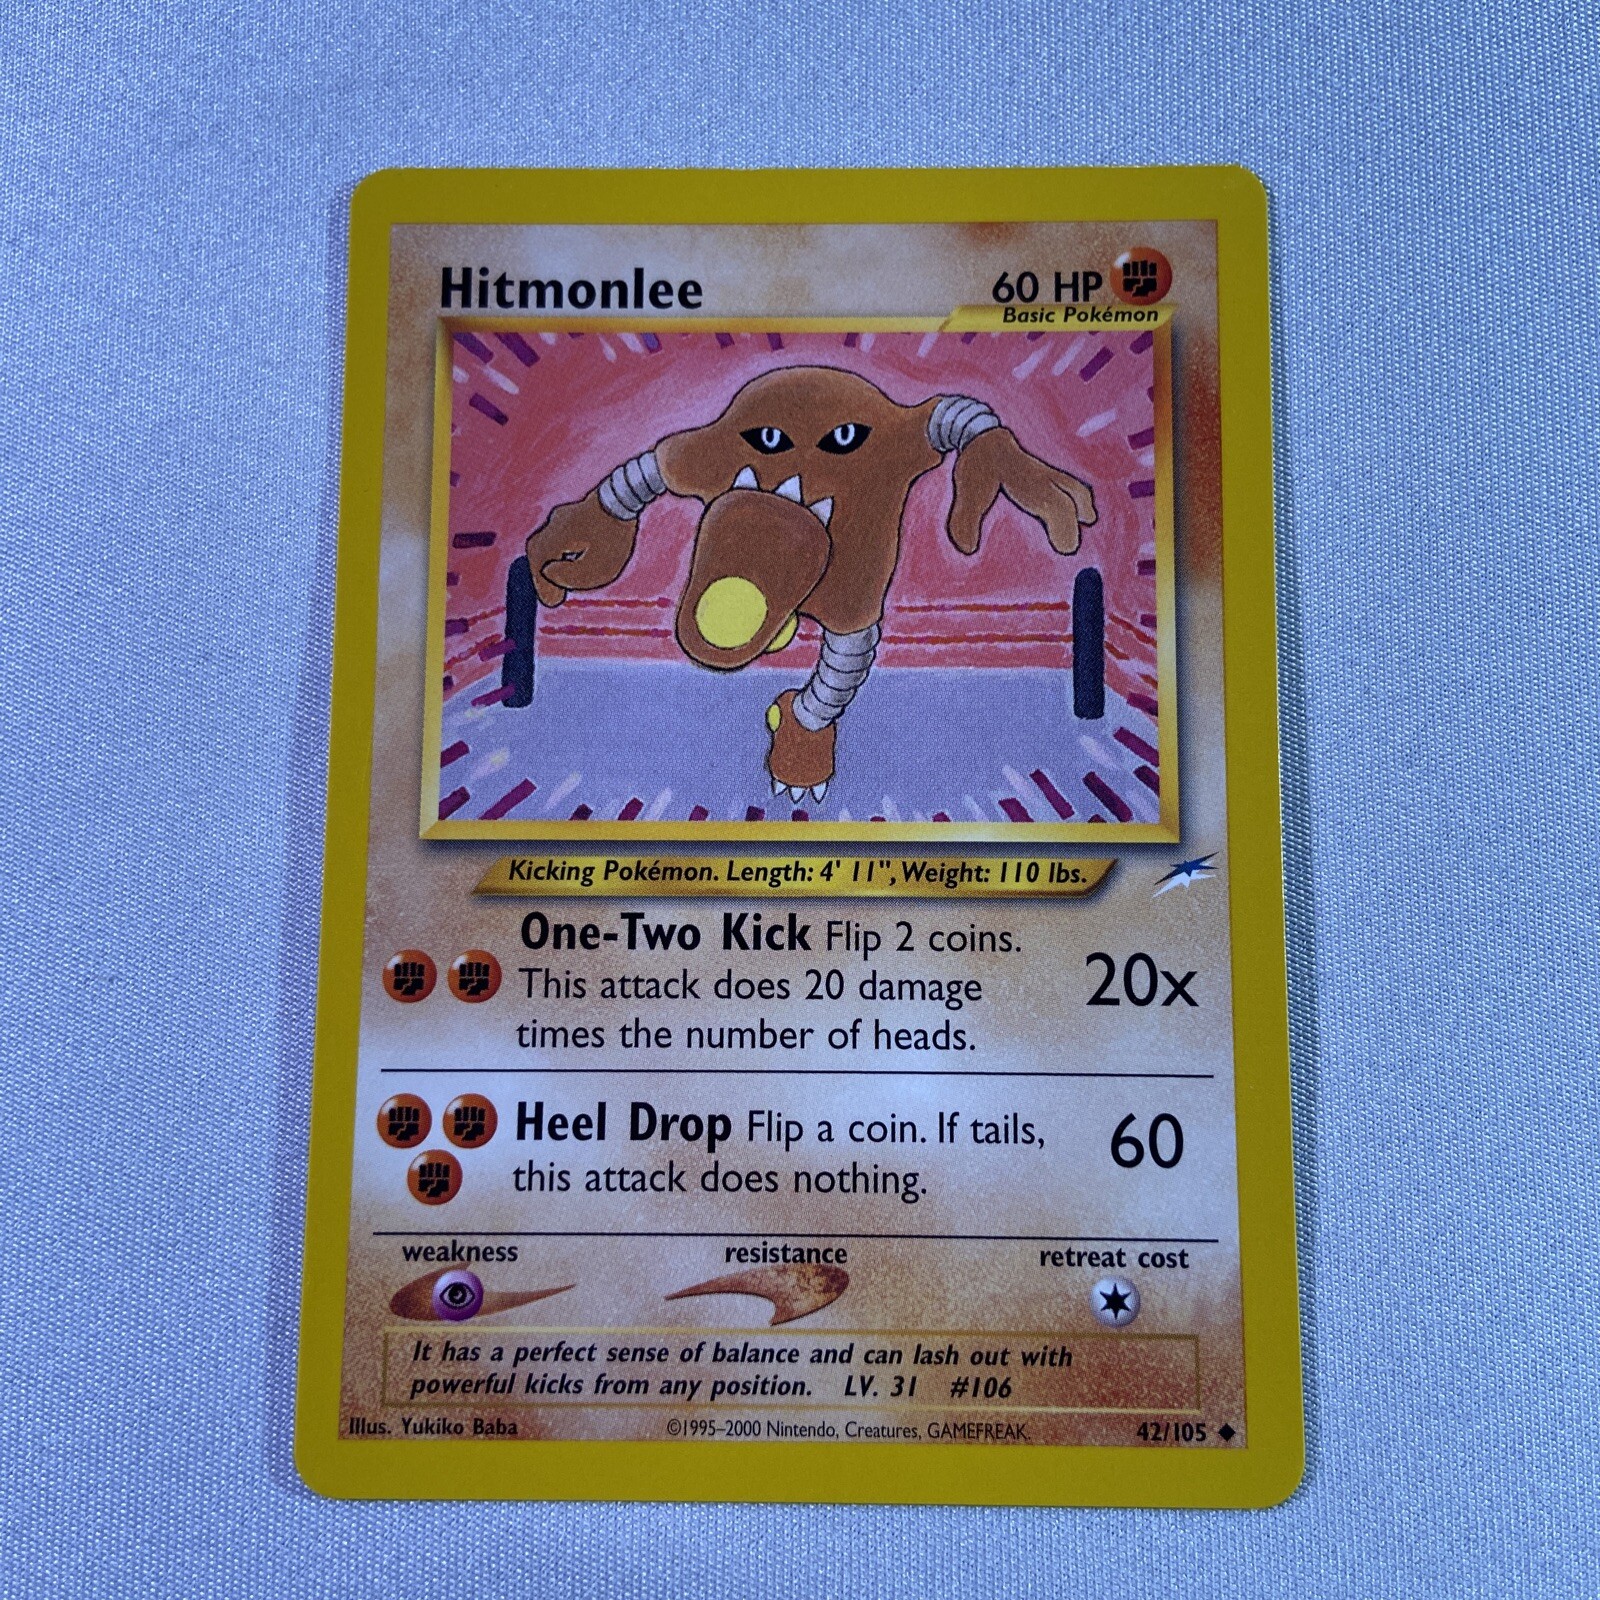 Hitmonlee
60 HP
Basic Pokémon
Kicking Pokémon. Length: 4' 11", Weight: 110 lbs.
One-Two Kick Flip 2 coins.
This attack does 20 damage
times the number of heads.
20x
Heel Drop Flip a coin. If tails,
this attack does nothing.
60
weakness
resistance
retreat cost
It has a perfect sense of balance and can lash out with
powerful kicks from any position. LV. 31 #106
Illus. Yukiko Baba
©1995–2000 Nintendo, Creatures, GAMEFREAK.
42/105